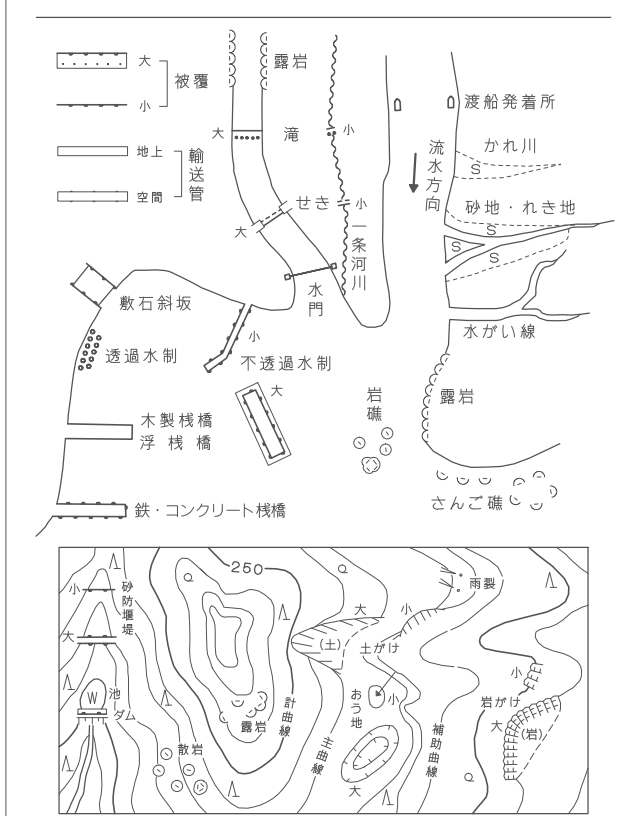 大
被覆
小
地上
輸送管
空間
露岩
大
滝
小
せき
小
大
一条河川
水門
渡船発着所
流水方向
かれ川
S
砂地・れき地
S
S
S
水がい線
敷石斜坂
透過水制
小
不透過水制
大
木製桟橋
浮桟橋
鉄・コンクリート桟橋
岩礁
露岩
さんご礁
小
砂防堰堤
大
W
池
ダム
250
露岩
散岩
計曲線
主曲線
大
(土)
土がけ
小
雨裂
おう地
小
大
補助曲線
小
岩がけ
大
(岩)